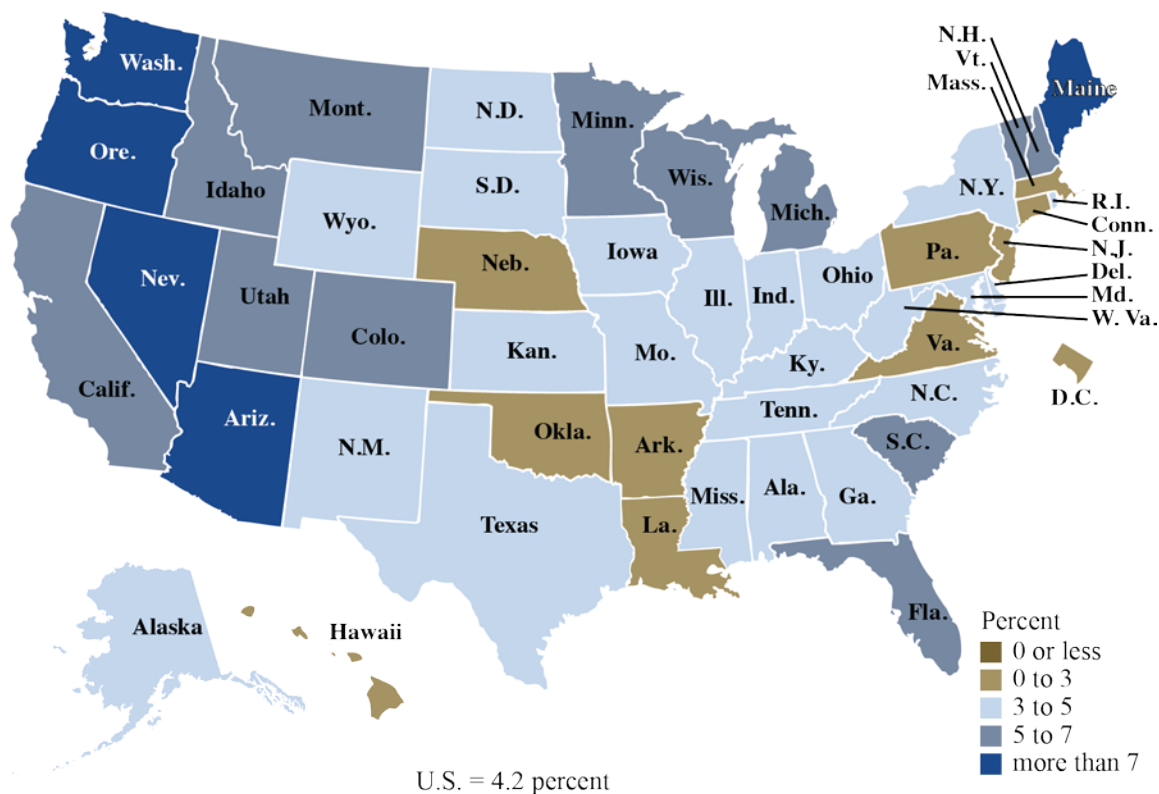 N.H.
Vt.
Mass.
Maine
Wash.
Mont.
N.D.
Minn.
Ore.
Idaho
S.D.
Wis.
Mich.
N.Y.
R.I.
Conn.
N.J.
Del.
Md.
W. Va.
Wyo.
Iowa
Neb.
Pa.
Nev.
Utah
Colo.
Ill.
Ind.
Ohio
Kan.
Mo.
Ky.
Va.
D.C.
Calif.
Ariz.
N.M.
Okla.
Ark.
Tenn.
N.C.
S.C.
Texas
La.
Miss.
Ala.
Ga.
Fla.
Alaska
Hawaii
Percent
0 or less
0 to 3
3 to 5
5 to 7
more than 7
U.S. = 4.2 percent